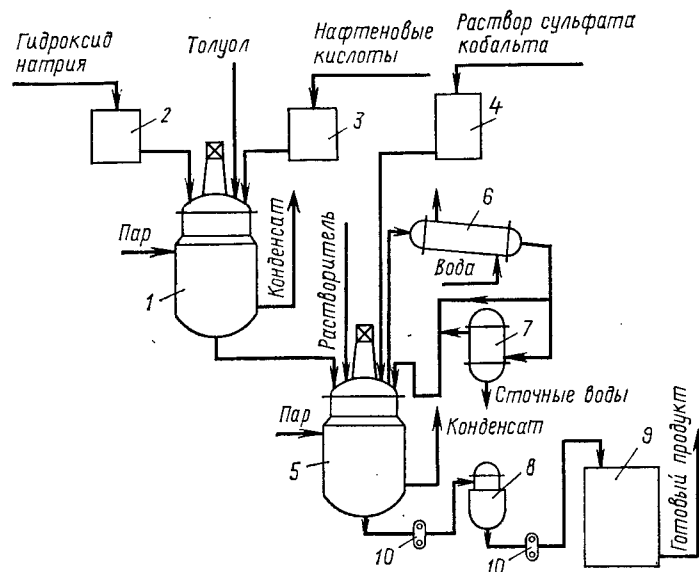 Гидроксид
натрия
Толуол
Нафтеновые
кислоты
Раствор сульфата
кобальта
2
3
4
6
Пар
Конденсат
Вода
1
Растворитель
7
Сточные воды
Пар
Конденсат
5
8
9
Готовый продукт
10
10